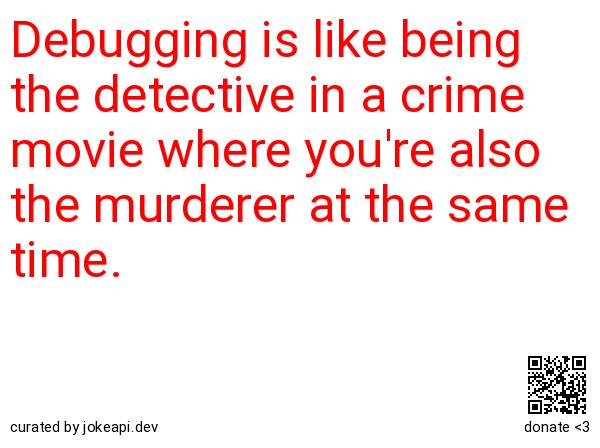 Debugging is like being
the detective in a crime
movie where you're also
the murderer at the same
time.
curated by jokeapi.dev
donate <3